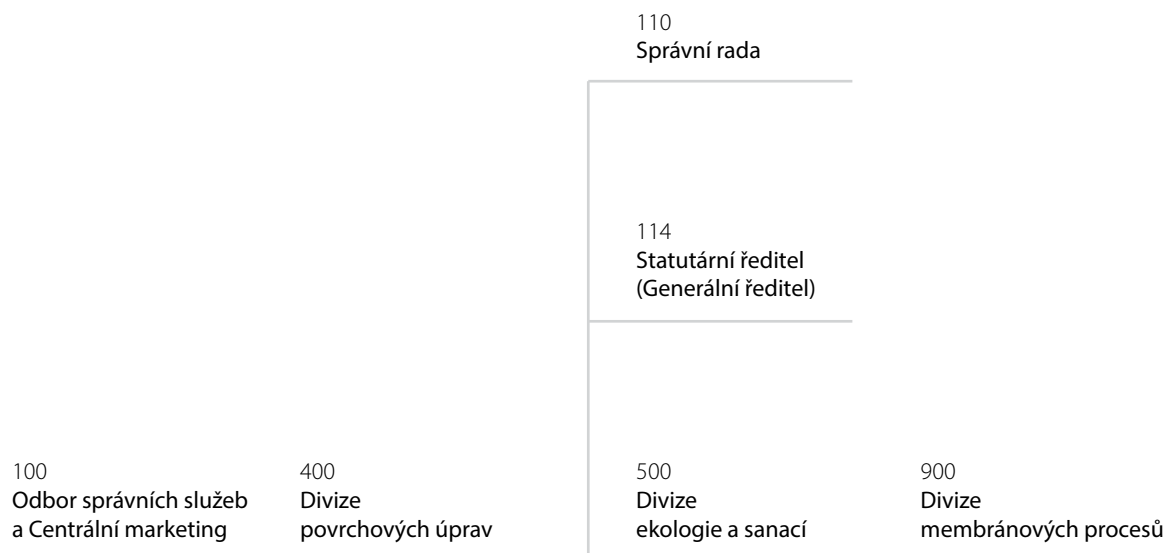 110
Správní rada
114
Statutární ředitel
(Generální ředitel)
100
Odbor správních služeb
a Centrální marketing
400
Divize
povrchových úprav
500
Divize
ekologie a sanací
900
Divize
membránových procesů